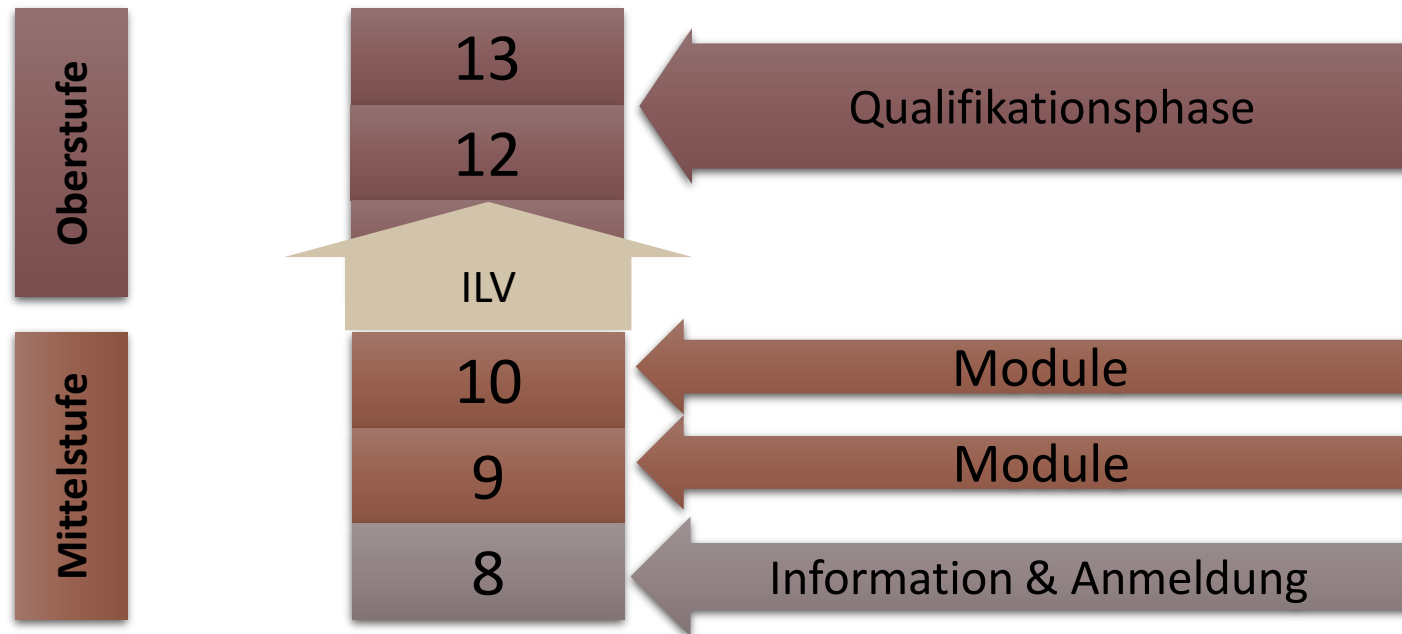 Oberstufe
13
Qualifikationsphase
12
ILV
Mittelstufe
10
Module
9
Module
8
Information & Anmeldung